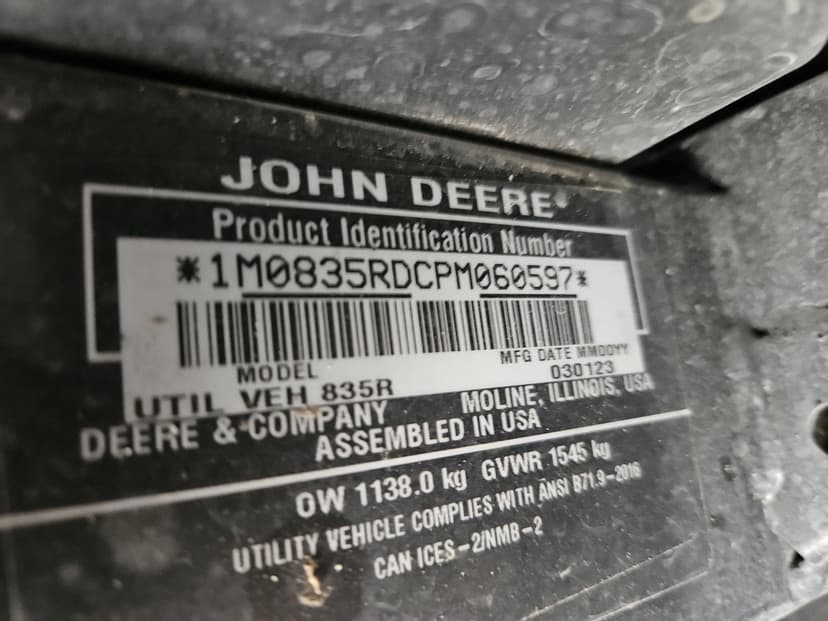 JOHN DEERE®
Product Identification Number
*1M0835RDCPM060597*
MFG DATE MMDDYY
MODEL 030123
UTIL VEH 835R
DEERE & COMPANY MOLINE, ILLINOIS, USA
ASSEMBLED IN USA
OW 1138.0 kg GVWR 1545 kg
UTILITY VEHICLE COMPLIES WITH ANSI B71.9-2016
CAN ICES-2/NMB-2